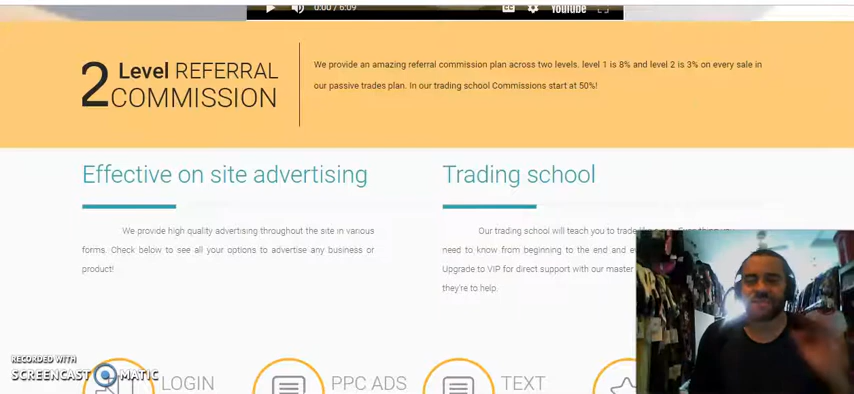 0:00 / 6:09
YouTube
2 Level REFERRAL
COMMISSION
We provide an amazing referral commission plan across two levels. level 1 is 8% and level 2 is 3% on every sale in
our passive trades plan. In our trading school Commissions start at 50%!
Effective on site advertising
We provide high quality advertising throughout the site in various
forms. Check below to see all your options to advertise any business or
product!
Trading school
Our trading school will teach you to trade
need to know from beginning to the end and
Upgrade to VIP for direct support with our master
they're to help.
RECORDED WITH
SCREENCAST MATIC
LOGIN
PPC ADS
TEXT